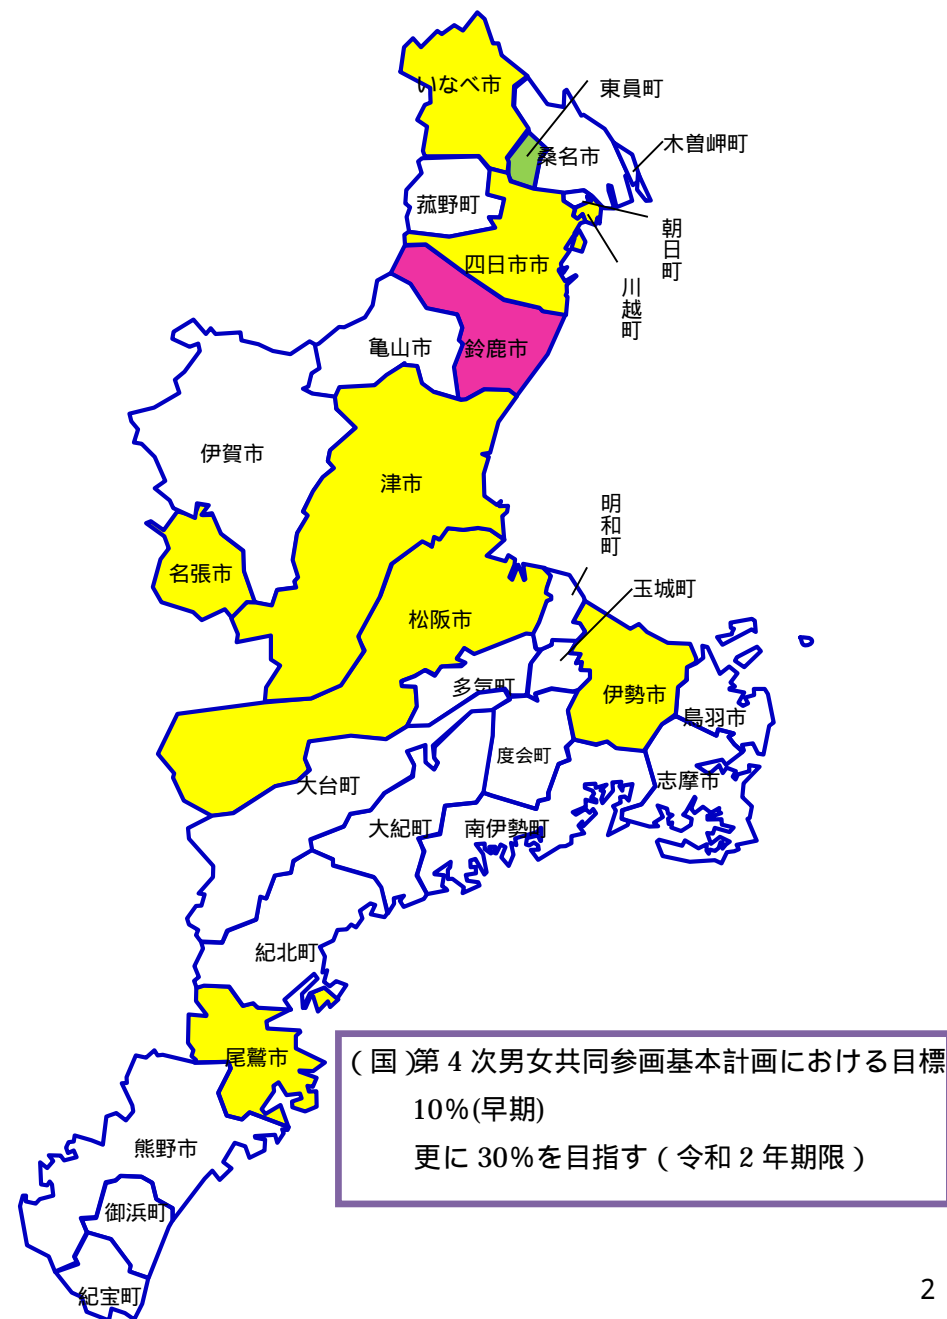 いなべ市
東員町
桑名市
木曽岬町
菰野町
朝日町
四日市市
川越町
亀山市
鈴鹿市
伊賀市
津市
明和町
名張市
玉城町
松阪市
多気町
伊勢市
鳥羽市
度会町
志摩市
大台町
大紀町
南伊勢町
紀北町
尾鷲市
(国)第4次男女共同参画基本計画における目標
10%(早期)
更に30%を目指す(令和2年期限)
熊野市
御浜町
紀宝町
2